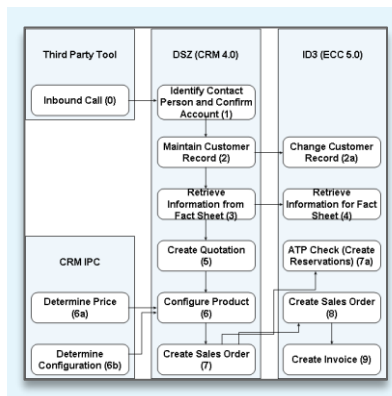 Third Party Tool
DSZ (CRM 4.0)
ID3 (ECC 5.0)
Inbound Call (0)
Identify Contact
Person and Confirm
Account (1)
Maintain Customer
Record (2)
Change Customer
Record (2a)
Retrieve
Information from
Fact Sheet (3)
Retrieve
Information for Fact
Sheet (4)
Create Quotation
(5)
ATP Check (Create
Reservations) (7a)
CRM IPC
Determine Price
(6a)
Configure Product
(6)
Create Sales Order
(8)
Determine
Configuration (6b)
Create Sales Order
(7)
Create Invoice (9)